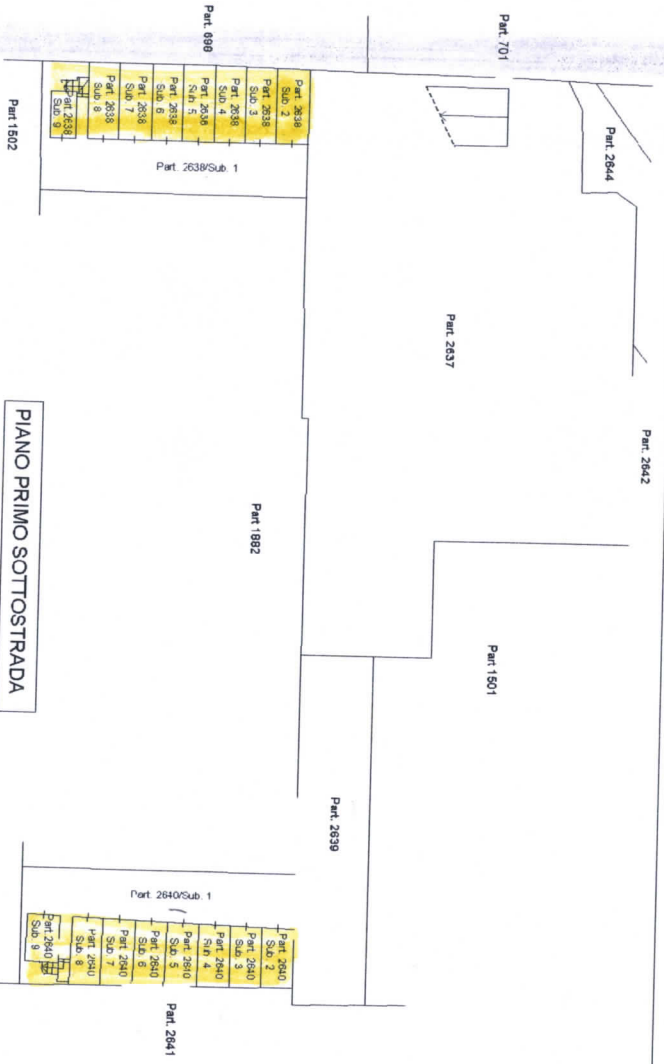 Part. 701
Part. 2644
Part. 2642
Part. 2637
Part 1501
Part. 698
Part. 2638
Sub. 2
Part. 2638
Sub. 3
Part. 2638
Sub. 4
Part. 2638
Sub. 5
Part. 2638
Sub. 6
Part. 2638
Sub. 7
Part. 2638
Sub. 8
Part. 2638
Sub. 9
Part. 2638/Sub. 1
Part 1882
Part. 2639
Part. 2640/Sub. 1
Part. 2640
Sub. 2
Part. 2640
Sub. 3
Part. 2640
Sub. 4
Part. 2640
Sub. 5
Part. 2640
Sub. 6
Part. 2640
Sub. 7
Part. 2640
Sub. 8
Part. 2640
Sub. 9
Part 1502
Part. 2641
PIANO PRIMO SOTTOSTRADA